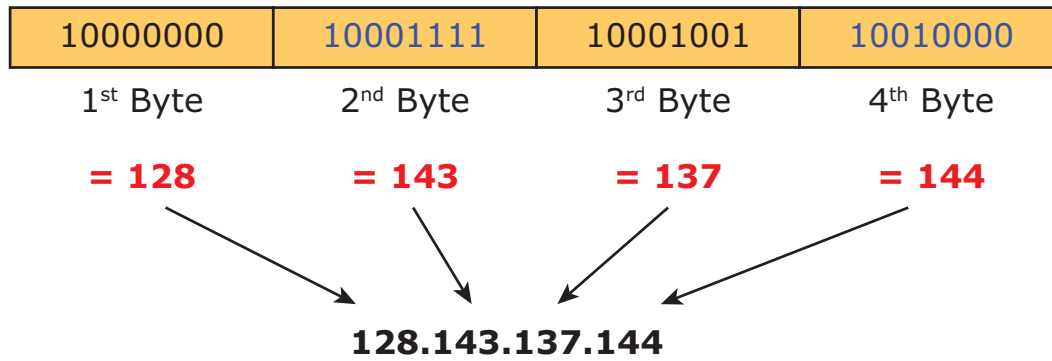 10000000 10001111 10001001 10010000
1st Byte 2nd Byte 3rd Byte 4th Byte
= 128 = 143 = 137 = 144
128.143.137.144